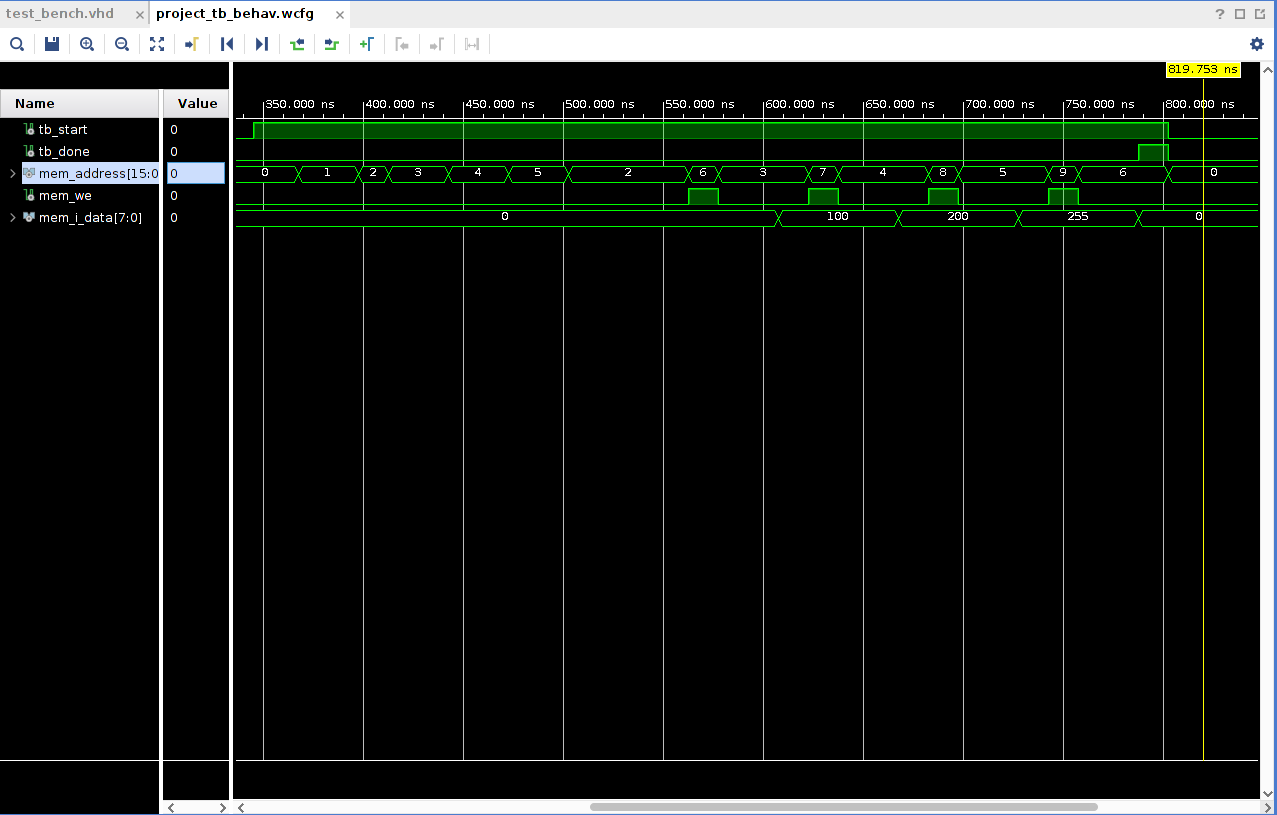 test_bench.vhd × project_tb_behav.wcfg × ?
819.753 ns
Name Value 350.000 ns 400.000 ns 450.000 ns 500.000 ns 550.000 ns 600.000 ns 650.000 ns 700.000 ns 750.000 ns 800.000 ns
tb_start 0
tb_done 0
mem_address[15:0 0 0 1 2 3 4 5 2 6 3 7 4 8 5 9 6 0
mem_we 0
mem_i_data[7:0] 0 0 100 200 255 0